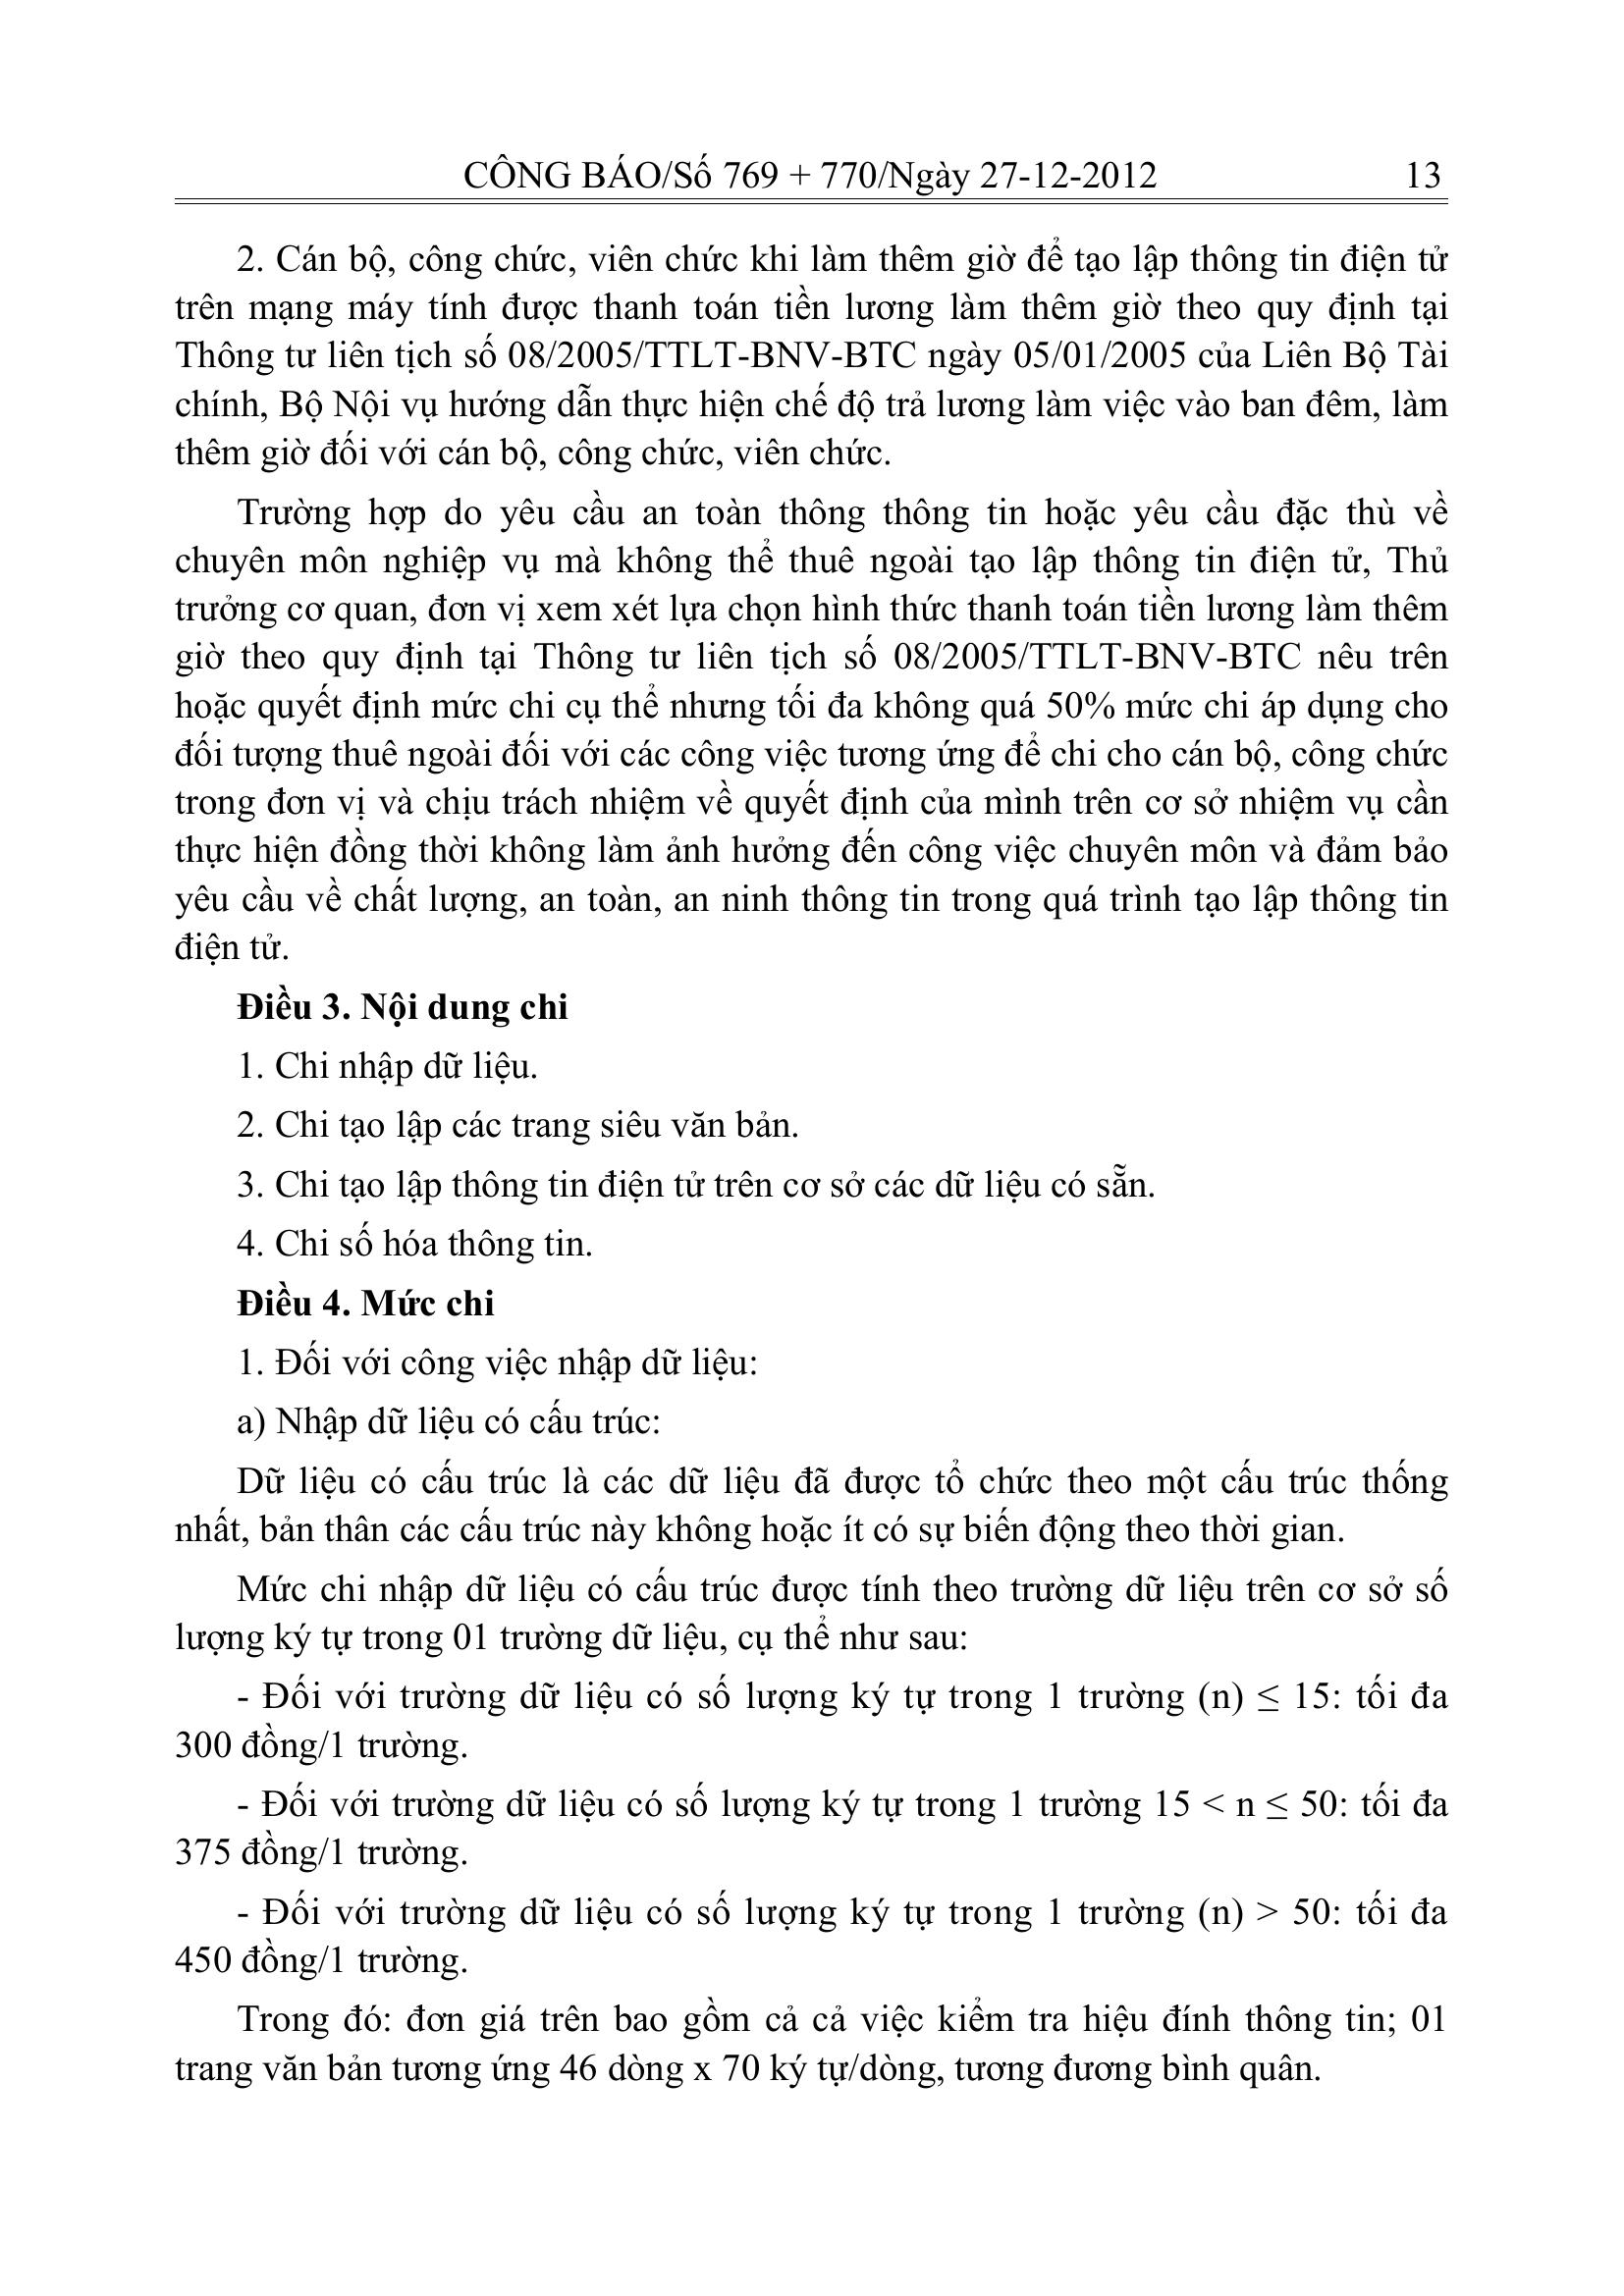 CÔNG BÁO/Số 769 + 770/Ngày 27-12-2012 13
2. Cán bộ, công chức, viên chức khi làm thêm giờ để tạo lập thông tin điện tử
trên mạng máy tính được thanh toán tiền lương làm thêm giờ theo quy định tại
Thông tư liên tịch số 08/2005/TTLT-BNV-BTC ngày 05/01/2005 của Liên Bộ Tài
chính, Bộ Nội vụ hướng dẫn thực hiện chế độ trả lương làm việc vào ban đêm, làm
thêm giờ đối với cán bộ, công chức, viên chức.
Trường hợp do yêu cầu an toàn thông thông tin hoặc yêu cầu đặc thù về
chuyên môn nghiệp vụ mà không thể thuê ngoài tạo lập thông tin điện tử, Thủ
trưởng cơ quan, đơn vị xem xét lựa chọn hình thức thanh toán tiền lương làm thêm
giờ theo quy định tại Thông tư liên tịch số 08/2005/TTLT-BNV-BTC nêu trên
hoặc quyết định mức chi cụ thể nhưng tối đa không quá 50% mức chi áp dụng cho
đối tượng thuê ngoài đối với các công việc tương ứng để chi cho cán bộ, công chức
trong đơn vị và chịu trách nhiệm về quyết định của mình trên cơ sở nhiệm vụ cần
thực hiện đồng thời không làm ảnh hưởng đến công việc chuyên môn và đảm bảo
yêu cầu về chất lượng, an toàn, an ninh thông tin trong quá trình tạo lập thông tin
điện tử.
Điều 3. Nội dung chi
1. Chi nhập dữ liệu.
2. Chi tạo lập các trang siêu văn bản.
3. Chi tạo lập thông tin điện tử trên cơ sở các dữ liệu có sẵn.
4. Chi số hóa thông tin.
Điều 4. Mức chi
1. Đối với công việc nhập dữ liệu:
a) Nhập dữ liệu có cấu trúc:
Dữ liệu có cấu trúc là các dữ liệu đã được tổ chức theo một cấu trúc thống
nhất, bản thân các cấu trúc này không hoặc ít có sự biến động theo thời gian.
Mức chi nhập dữ liệu có cấu trúc được tính theo trường dữ liệu trên cơ sở số
lượng ký tự trong 01 trường dữ liệu, cụ thể như sau:
- Đối với trường dữ liệu có số lượng ký tự trong 1 trường (n) ≤ 15: tối đa
300 đồng/1 trường.
- Đối với trường dữ liệu có số lượng ký tự trong 1 trường 15 < n ≤ 50: tối đa
375 đồng/1 trường.
- Đối với trường dữ liệu có số lượng ký tự trong 1 trường (n) > 50: tối đa
450 đồng/1 trường.
Trong đó: đơn giá trên bao gồm cả cả việc kiểm tra hiệu đính thông tin; 01
trang văn bản tương ứng 46 dòng x 70 ký tự/dòng, tương đương bình quân.